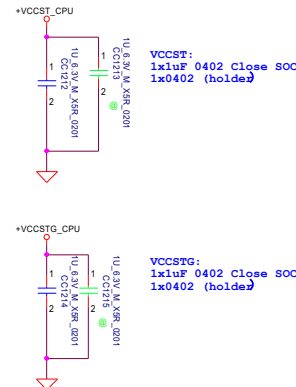 +VCCST_CPU
1
2
1U_6.3V_M_X5R_0201
CC1212
1
2
@
1U_6.3V_M_X5R_0201
CC1213
VCCST:
1x1uF 0402 Close SOC
1x0402 (holder)
+VCCSTG_CPU
1
2
1U_6.3V_M_X5R_0201
CC1214
1
2
@
1U_6.3V_M_X5R_0201
CC1215
VCCSTG:
1x1uF 0402 Close SOC
1x0402 (holder)